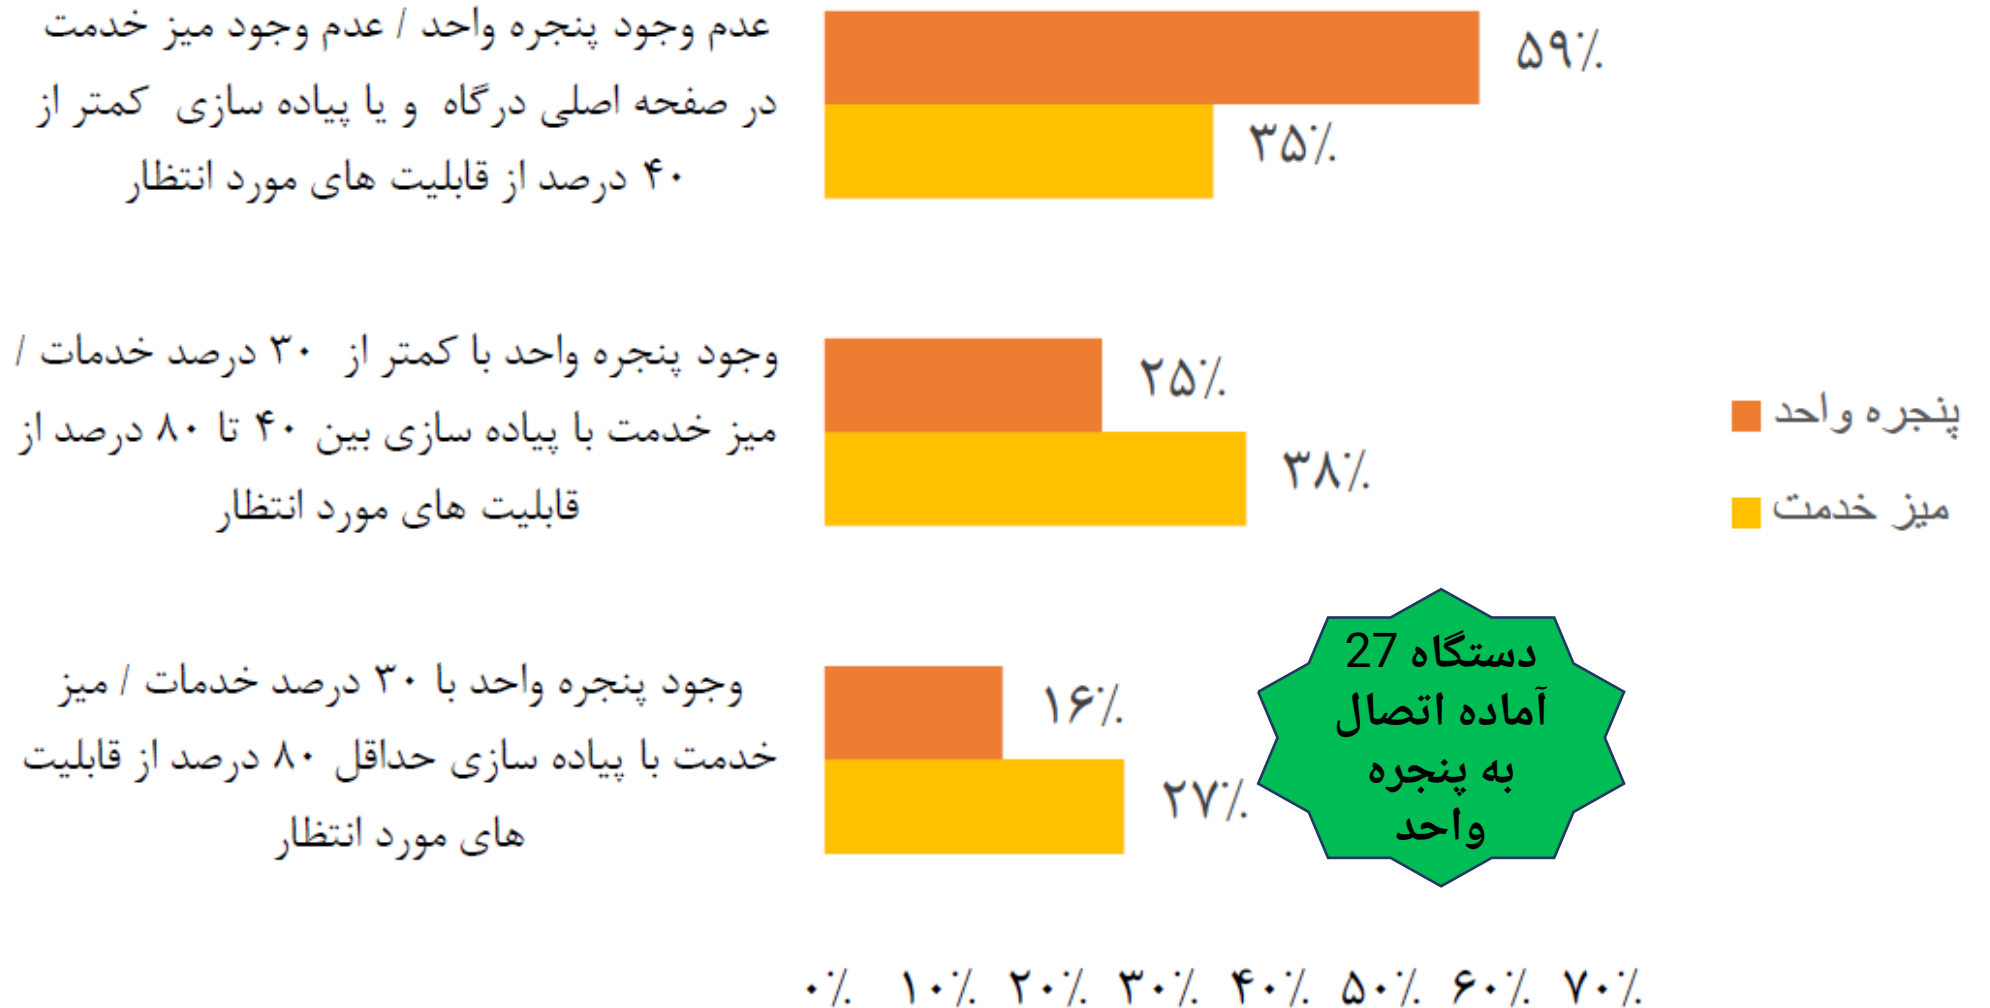 عدم وجود پنجره واحد / عدم وجود میز خدمت
در صفحه اصلی درگاه و یا پیاده سازی کمتر از
۴۰ درصد از قابلیت های مورد انتظار
۵۹٪
۳۵٪
وجود پنجره واحد با کمتر از ۳۰ درصد خدمات /
میز خدمت با پیاده سازی بین ۴۰ تا ۸۰ درصد از
قابلیت های مورد انتظار
۲۵٪
۳۸٪
پنجره واحد
میز خدمت
وجود پنجره واحد با ۳۰ درصد خدمات / میز
خدمت با پیاده سازی حداقل ۸۰ درصد از قابلیت
های مورد انتظار
۱۶٪
۲۷٪
دستگاه 27
آماده اتصال
به پنجره
واحد
۰٪ ۱۰٪ ۲۰٪ ۳۰٪ ۴۰٪ ۵۰٪ ۶۰٪ ۷۰٪